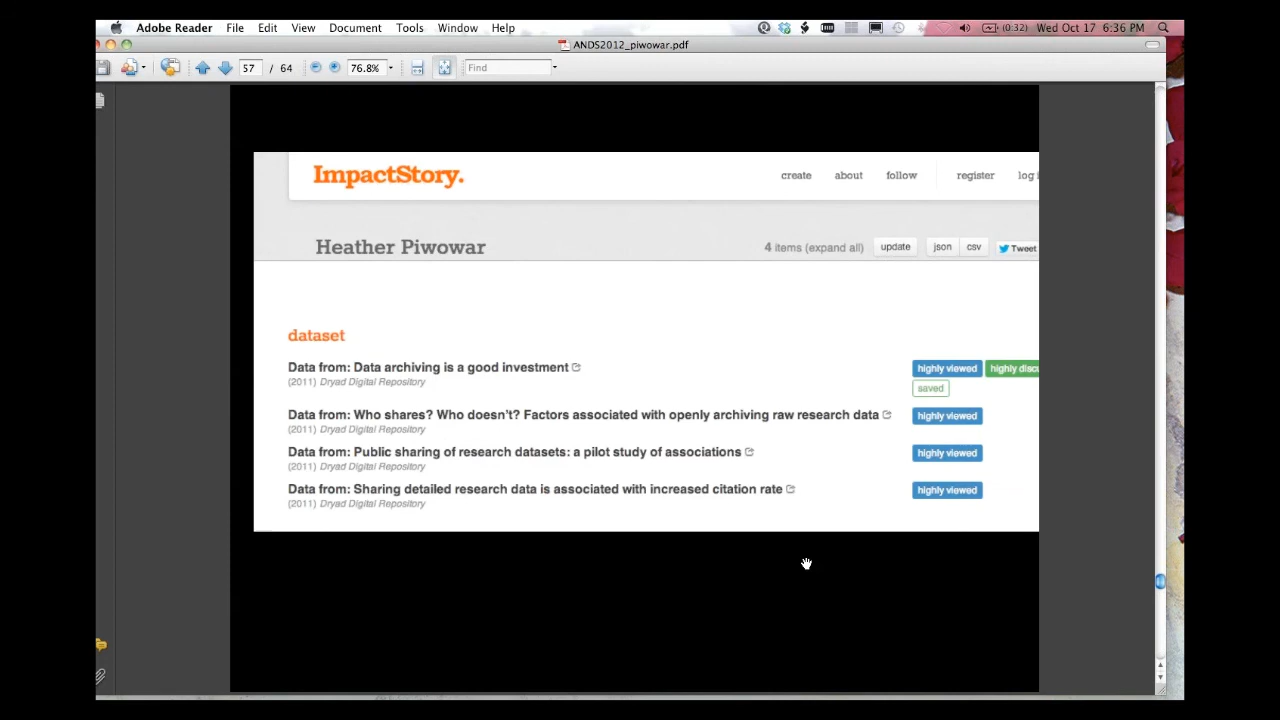 Adobe Reader File Edit View Document Tools Window Help (0:32) Wed Oct 17 6:36 PM
ANDS2012_piwowar.pdf
57 / 64 76.8% Find
ImpactStory. create about follow register log
Heather Piwowar 4 items (expand all) update json csv Tweet
dataset
Data from: Data archiving is a good investment highly viewed highly
(2011) Dryad Digital Repository saved
Data from: Who shares? Who doesn't? Factors associated with openly archiving raw research data highly viewed
(2011) Dryad Digital Repository
Data from: Public sharing of research datasets: a pilot study of associations highly viewed
(2011) Dryad Digital Repository
Data from: Sharing detailed research data is associated with increased citation rate highly viewed
(2011) Dryad Digital Repository